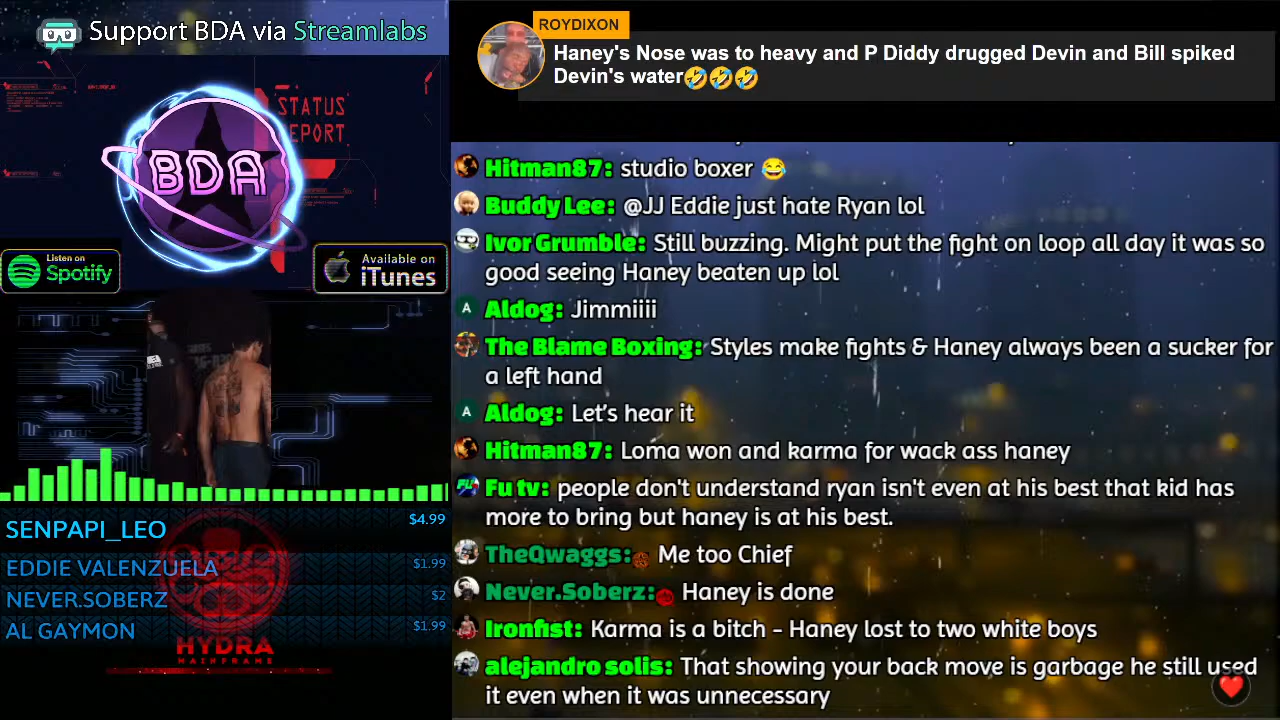 Support BDA via Streamlabs
STATUS
REPORT
BDA
Listen on
Spotify
Available on
iTunes
SENPAPI_LEO $4.99
EDDIE VALENZUELA $1.99
NEVER.SOBERZ $2
AL GAYMON $1.99
HYDRA
MAINFRAME
ROYDIXON
Haney's Nose was to heavy and P Diddy drugged Devin and Bill spiked
Devin's water🤣🤣🤣
Hitman87: studio boxer 😂
Buddy Lee: @JJ Eddie just hate Ryan lol
Ivor Grumble: Still buzzing. Might put the fight on loop all day it was so
good seeing Haney beaten up lol
A Aldog: Jimmiiii
The Blame Boxing: Styles make fights & Haney always been a sucker for
a left hand
A Aldog: Let's hear it
Hitman87: Loma won and karma for wack ass haney
Fu tv: people don't understand ryan isn't even at his best that kid has
more to bring but haney is at his best.
TheQwaggs: Me too Chief
Never.Soberz: Haney is done
Ironfist: Karma is a bitch - Haney lost to two white boys
alejandro solis: That showing your back move is garbage he still used
it even when it was unnecessary